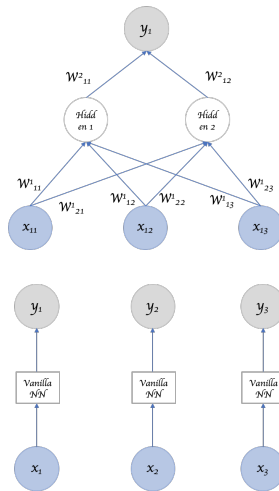 y₁
W²₁₁ W²₁₂
Hidd
en 1
Hidd
en 2
W¹₁₁ W¹₂₁ W¹₁₂ W¹₂₂ W¹₁₃ W¹₂₃
x₁₁ x₁₂ x₁₃
y₁ y₂ y₃
Vanilla
NN
Vanilla
NN
Vanilla
NN
x₁ x₂ x₃